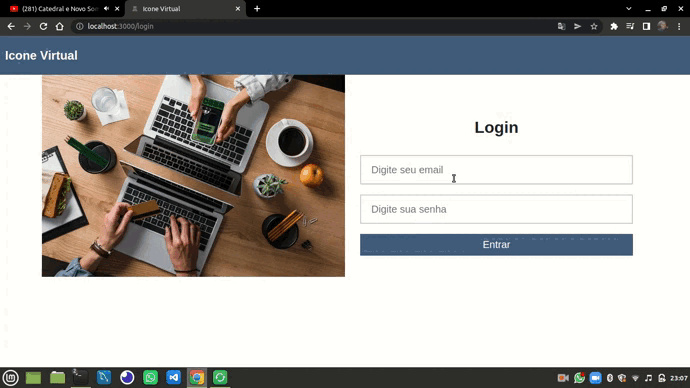 (281) Catedral e Novo Son
Icone Virtual
localhost:3000/login
Icone Virtual
Login
Digite seu email
Digite sua senha
Entrar
23:07